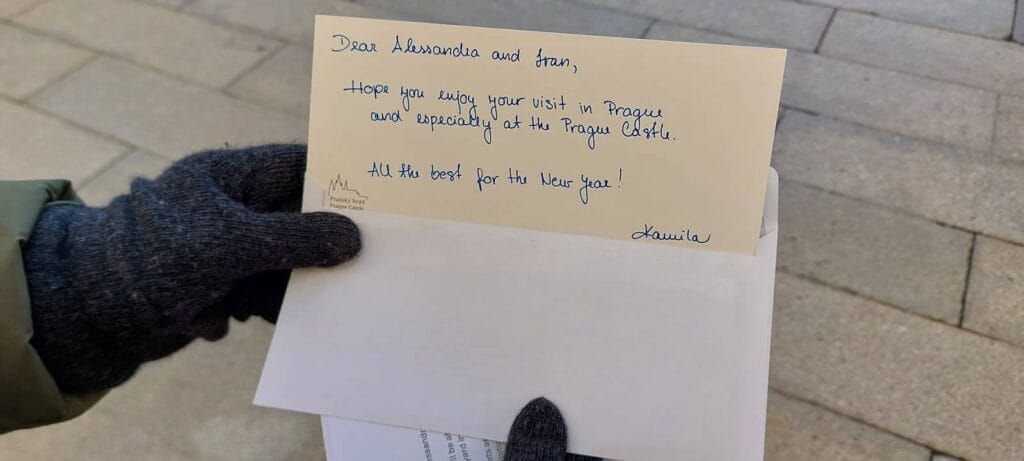 Dear Alessandra and Fran,
Hope you enjoy your visit in Prague
and especially at the Prague Castle.
All the best for the New Year!
Pražský hrad
Prague Castle
Kamila